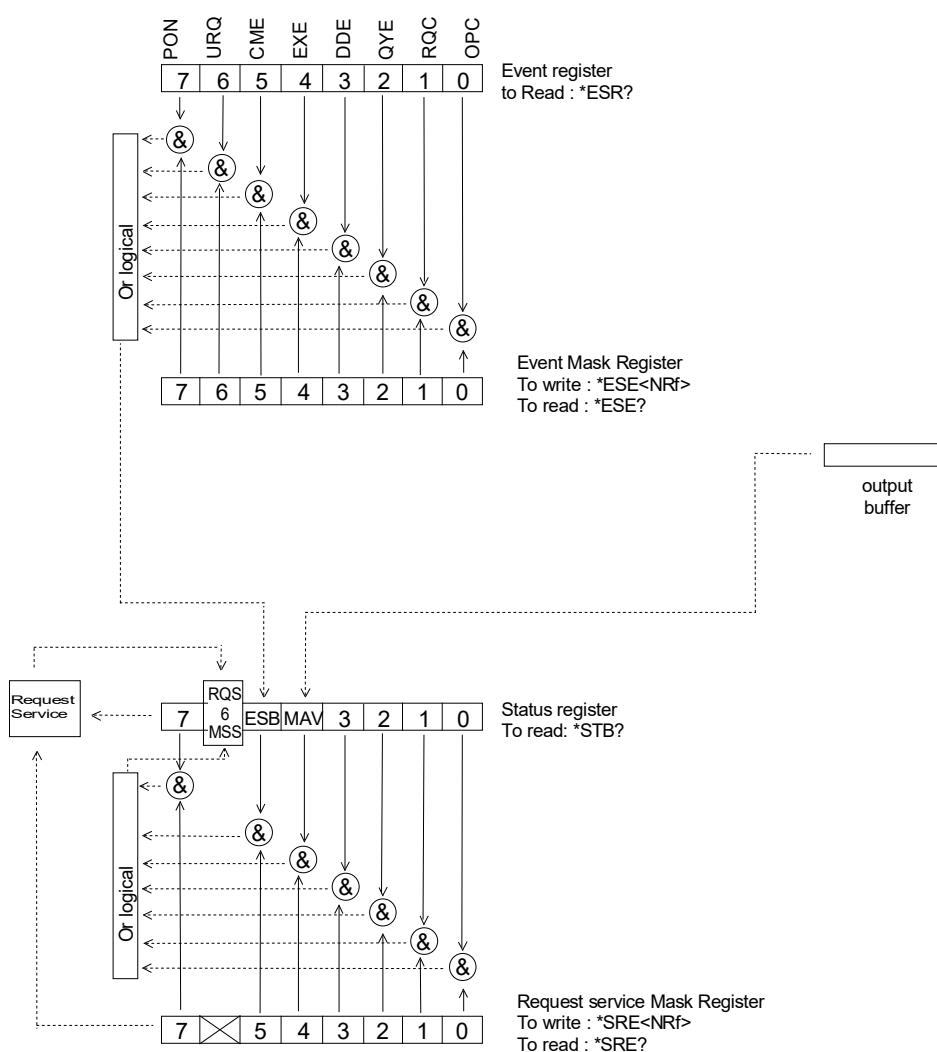 PON URQ CME EXE DDE QYE RQC OPC
7 6 5 4 3 2 1 0
Event register
to Read : *ESR?
&
&
&
&
&
&
&
&
Or logical
Event Mask Register
To write : *ESE<NRf>
To read : *ESE?
7 6 5 4 3 2 1 0
output
buffer
Request
Service
7 RQS 6 MSS ESB MAV 3 2 1 0
Status register
To read: *STB?
&
&
&
&
&
&
&
Or logical
Request service Mask Register
To write : *SRE<NRf>
To read : *SRE?
7 5 4 3 2 1 0